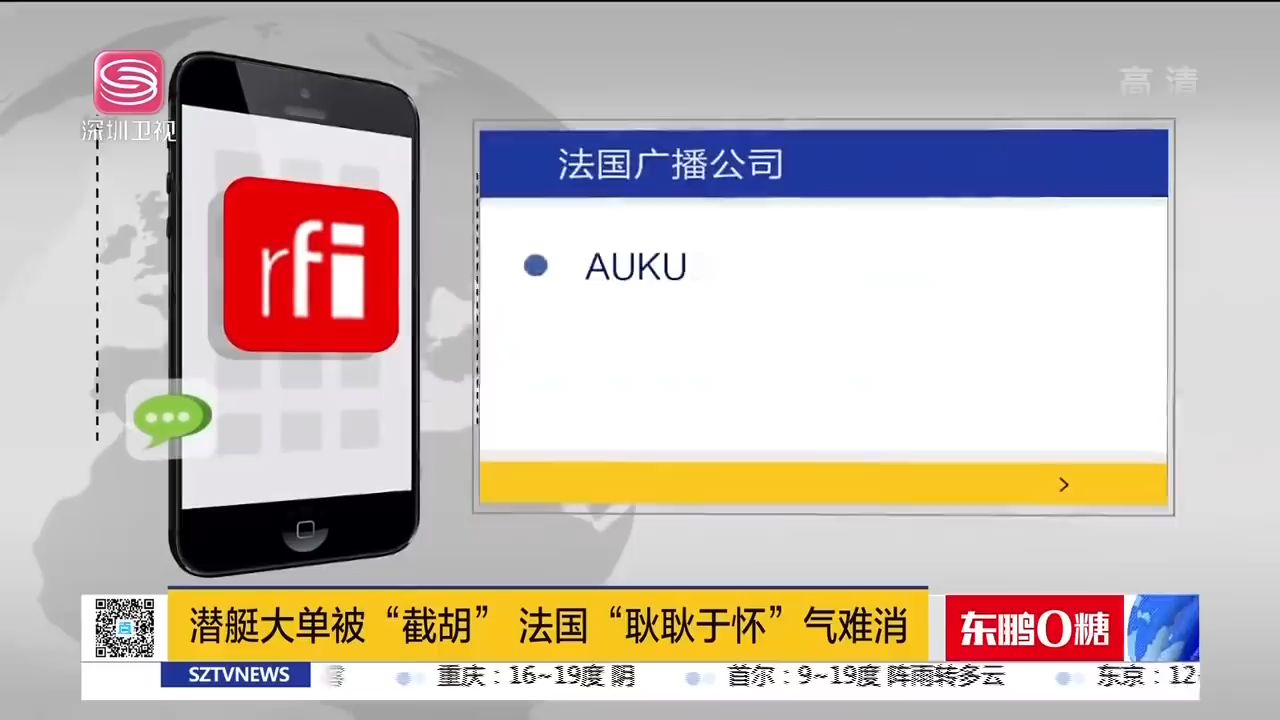 深圳卫视
高清
rfi
法国广播公司
AUKU
潜艇大单被“截胡” 法国“耿耿于怀”气难消
东鹏0糖
SZTVNEWS
重庆：16~19度 阴 首尔：9~19度 阵雨转多云 东京：12